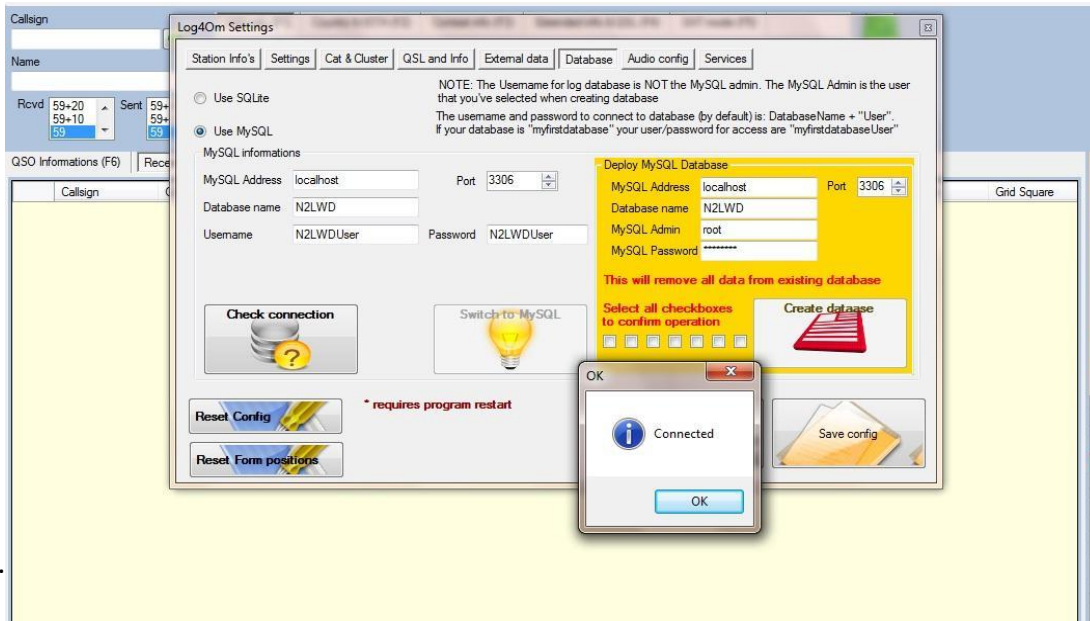 Callsign
Log4Om Settings
Name
Station Info's Settings Cat & Cluster QSL and Info External data Database Audio config Services
NOTE: The Username for log database is NOT the MySQL admin. The MySQL Admin is the user
that you've selected when creating database
The username and password to connect to database (by default) is: DatabaseName + "User".
If your database is "myfirstdatabase" your user/password for access are "myfirstdatabaseUser"
Use SQLite
Use MySQL
Rcvd 59+20 59+10 59 Sent 59+ 59+ 59
QSO Informations (F6) Rece
Callsign
Grid Square
MySQL informations
MySQL Address localhost Port 3306
Database name N2LWD
Username N2LWDUser Password N2LWDUser
Deploy MySQL Database
MySQL Address localhost Port 3306
Database name N2LWD
MySQL Admin root
MySQL Password ********
This will remove all data from existing database
Select all checkboxes
to confirm operation
Create dataase
Check connection
Switch to MySQL
Reset Config
* requires program restart
Reset Form positions
OK
Connected
OK
Save config